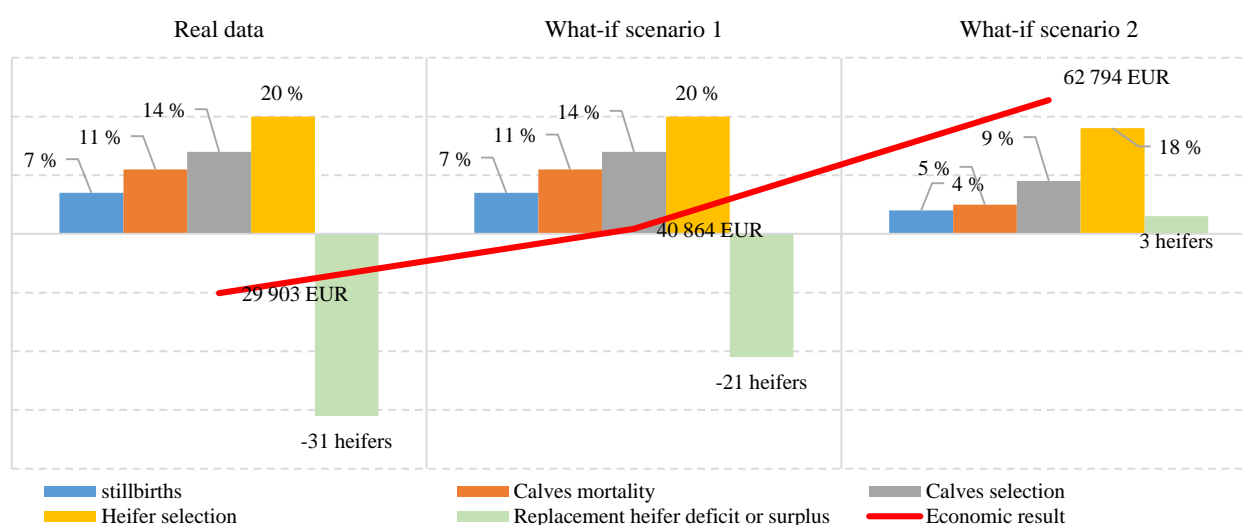 Real data
What-if scenario 1
What-if scenario 2
7 %
11 %
14 %
20 %
29 903 EUR
-31 heifers
7 %
11 %
14 %
20 %
40 864 EUR
-21 heifers
5 %
4 %
9 %
18 %
62 794 EUR
3 heifers
stillbirths
Calves mortality
Calves selection
Heifer selection
Replacement heifer deficit or surplus
Economic result